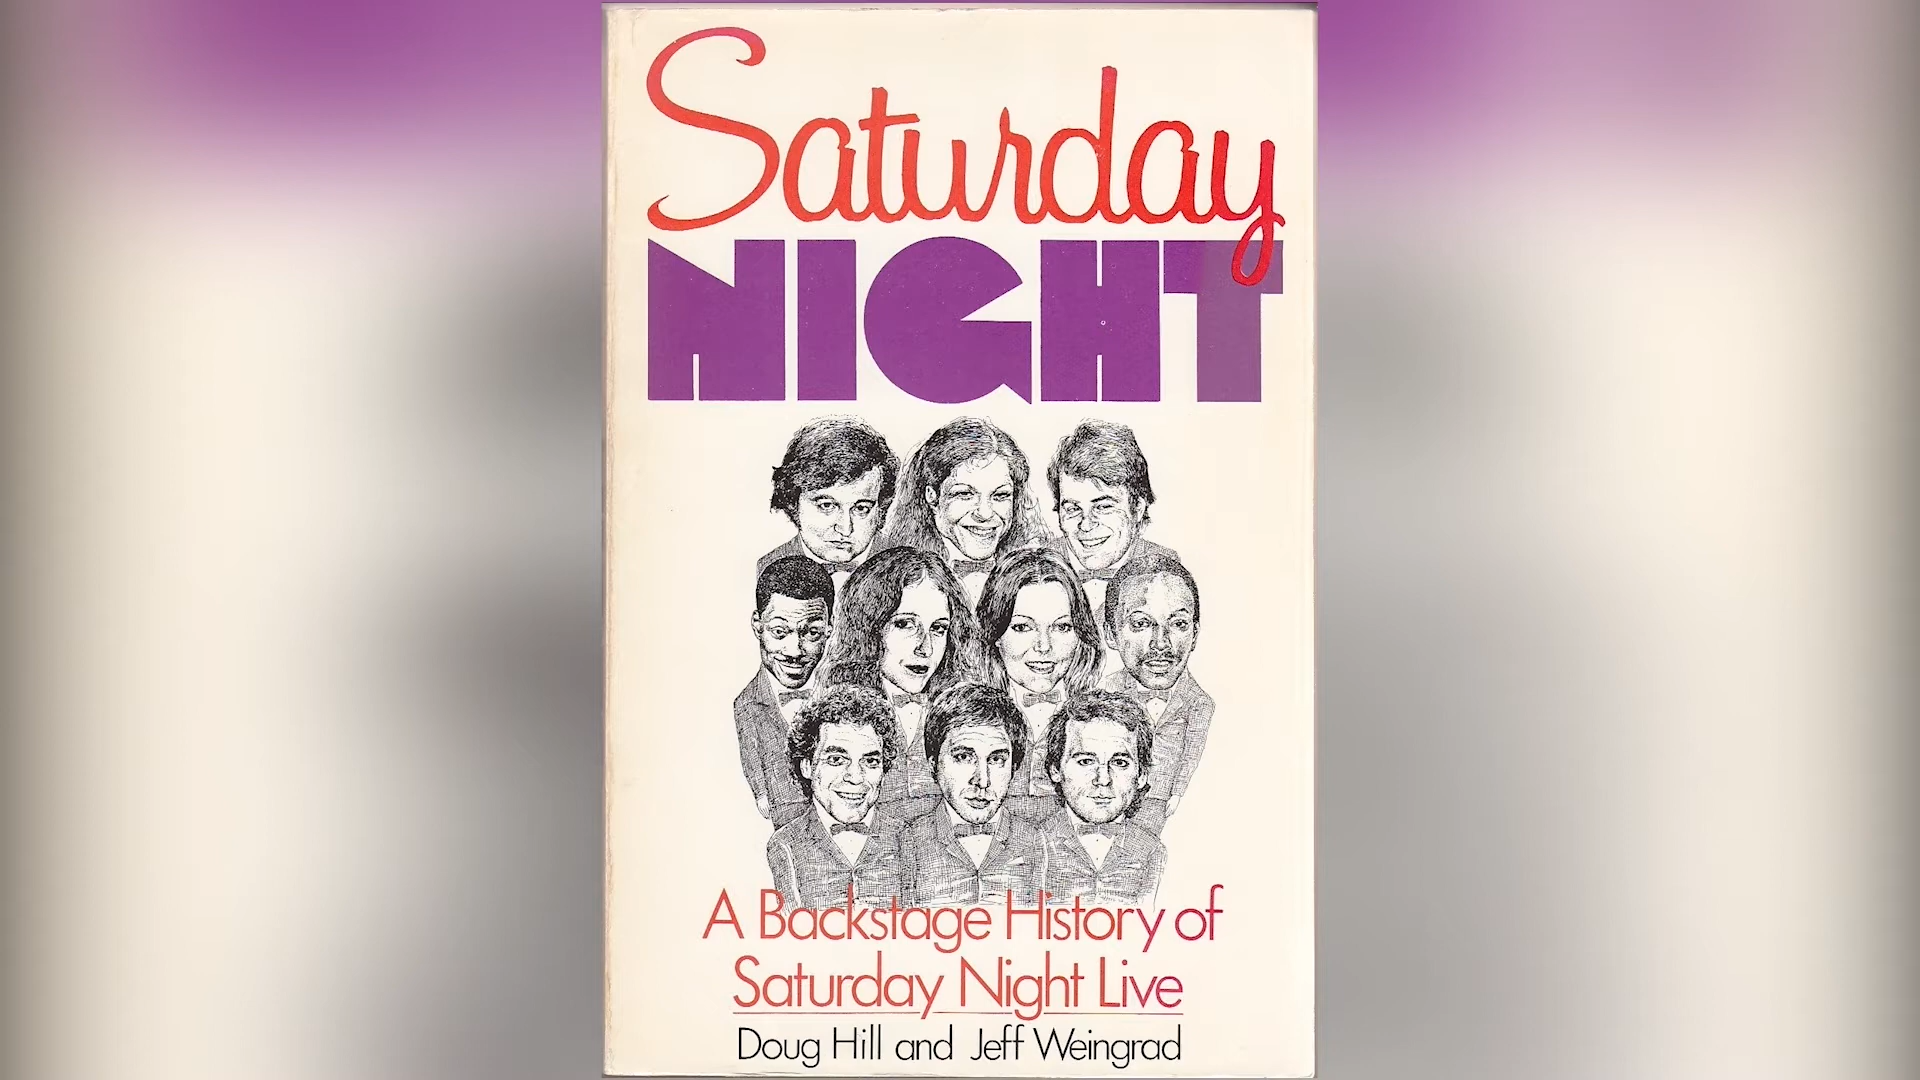 Saturday
NIGHT
A Backstage History of
Saturday Night Live
Doug Hill and Jeff Weingrad